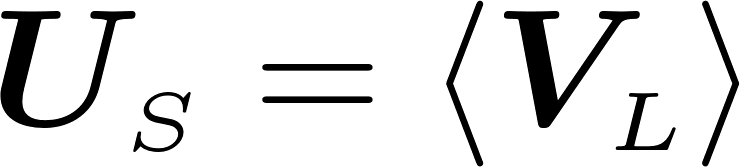 𝑼_S = ⟨𝑽_L⟩